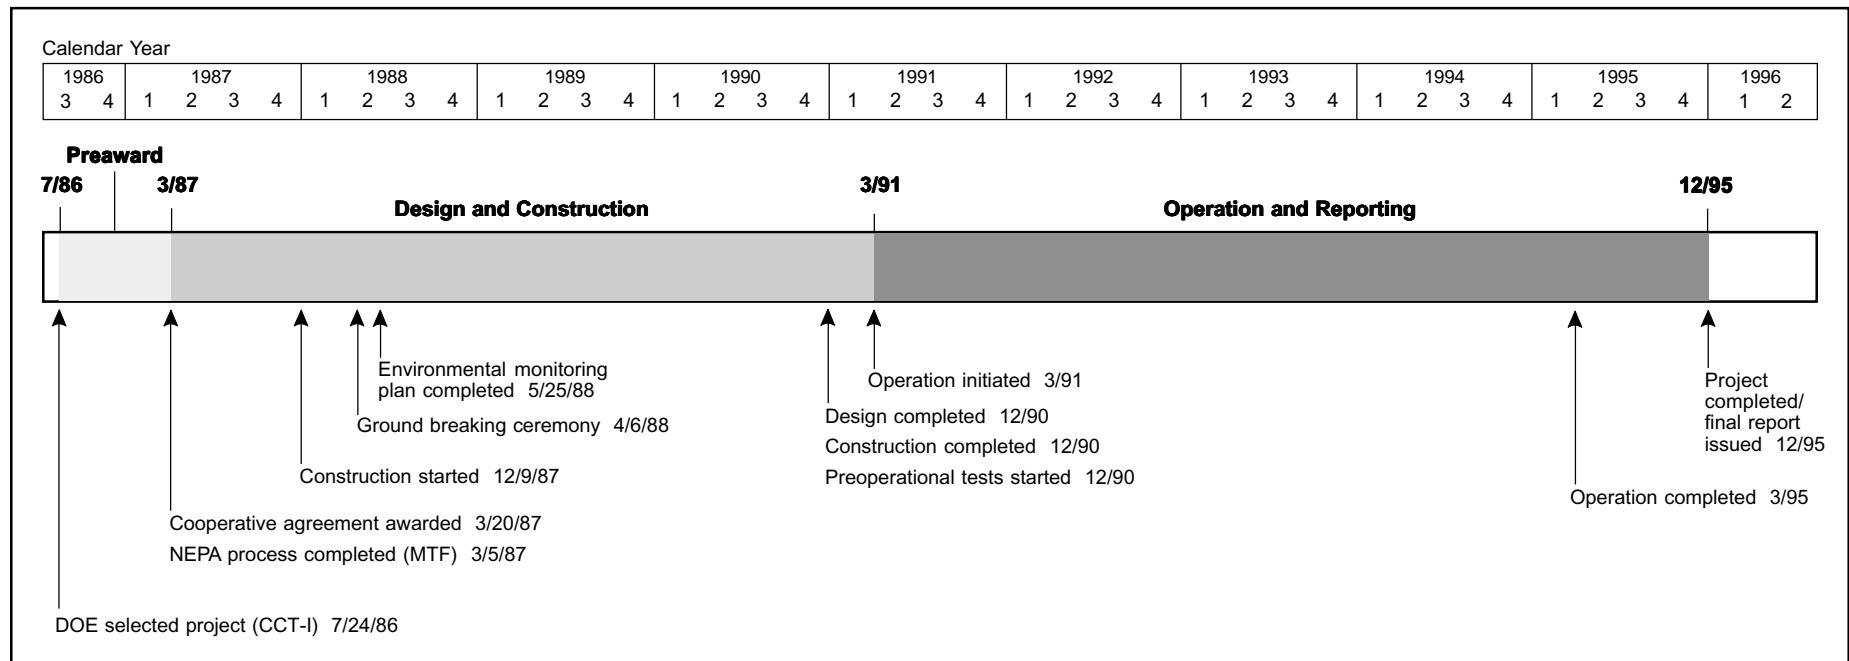 Calendar Year
1986 1987 1988 1989 1990 1991 1992 1993 1994 1995 1996
3 4 1 2 3 4 1 2 3 4 1 2 3 4 1 2 3 4 1 2 3 4 1 2 3 4 1 2 3 4 1 2 3 4 1 2 3 4 1 2
Preaward
7/86 3/87 3/91 12/95
Design and Construction Operation and Reporting
Environmental monitoring
plan completed 5/25/88
Ground breaking ceremony 4/6/88
Construction started 12/9/87
Cooperative agreement awarded 3/20/87
NEPA process completed (MTF) 3/5/87
DOE selected project (CCT-I) 7/24/86
Operation initiated 3/91
Design completed 12/90
Construction completed 12/90
Preoperational tests started 12/90
Project
completed/
final report
issued 12/95
Operation completed 3/95